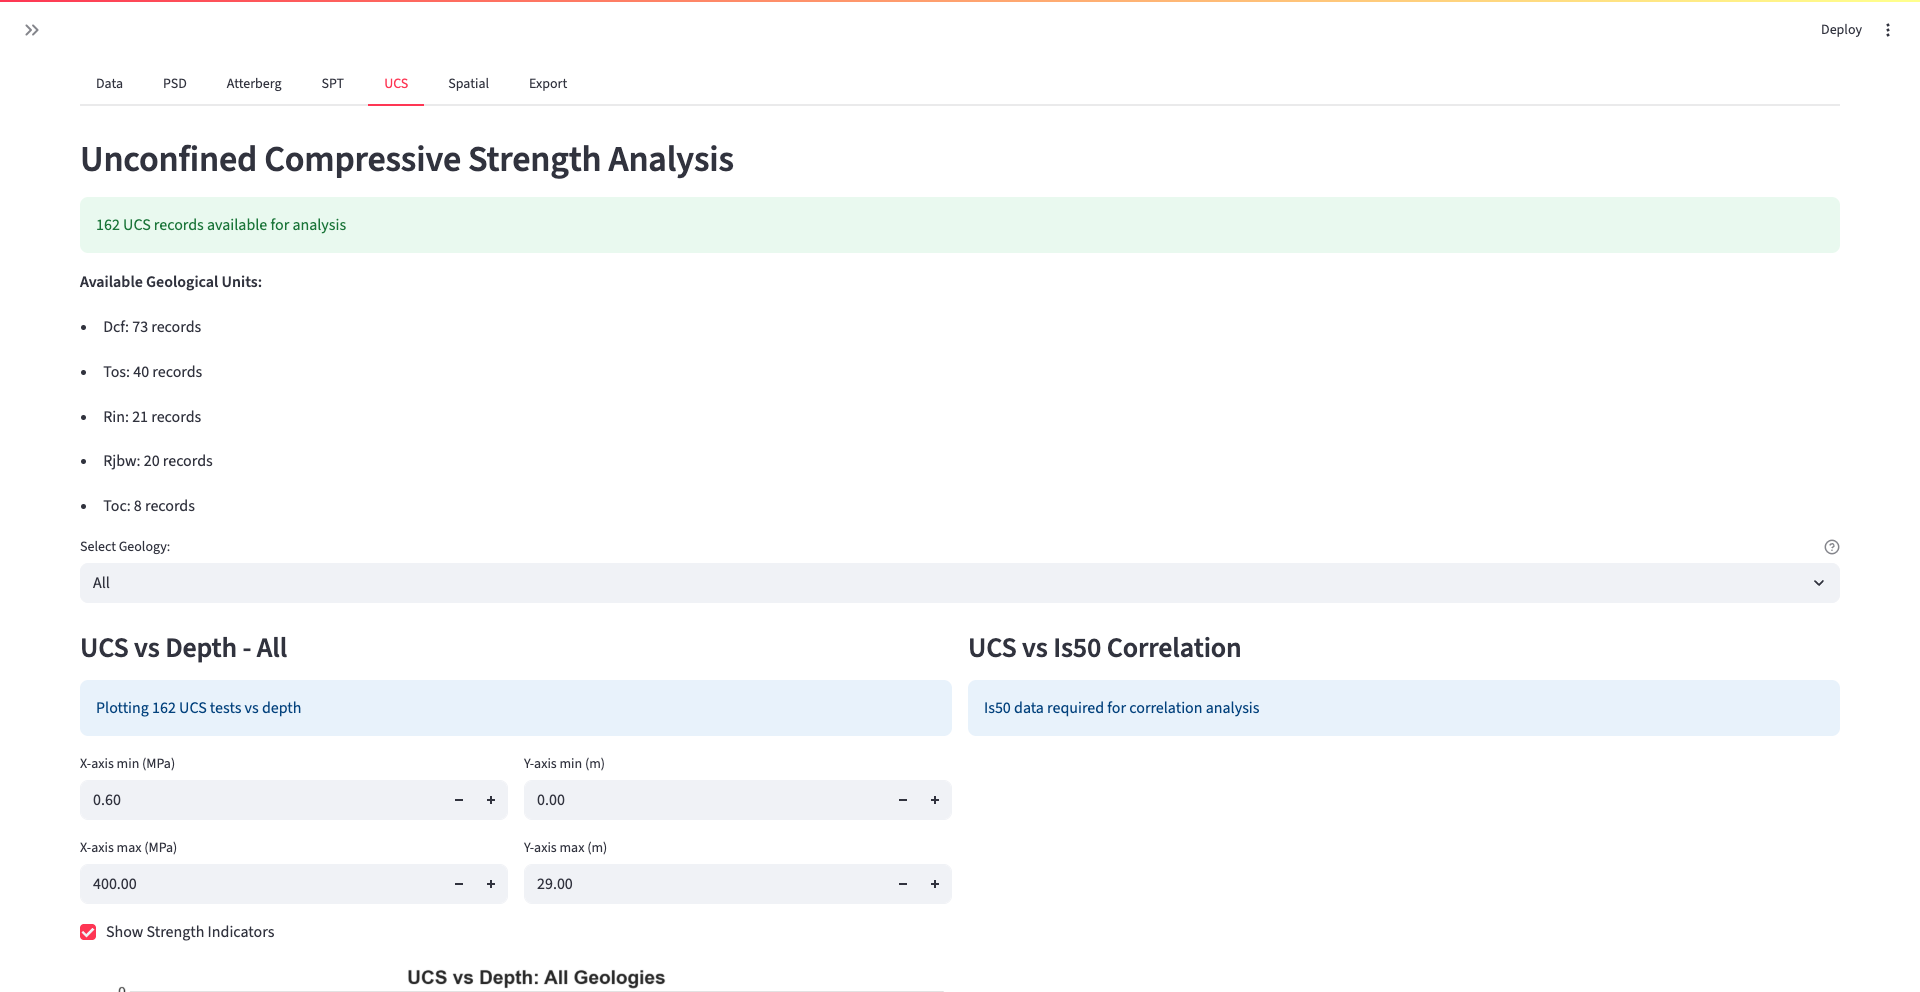 Deploy
Data PSD Atterberg SPT UCS Spatial Export
Unconfined Compressive Strength Analysis
162 UCS records available for analysis
Available Geological Units:
• Dcf: 73 records
• Tos: 40 records
• Rin: 21 records
• Rjbw: 20 records
• Toc: 8 records
Select Geology:
All
UCS vs Depth - All
Plotting 162 UCS tests vs depth
X-axis min (MPa) Y-axis min (m)
0.60 0.00
X-axis max (MPa) Y-axis max (m)
400.00 29.00
Show Strength Indicators
UCS vs Depth: All Geologies
0
UCS vs Is50 Correlation
Is50 data required for correlation analysis